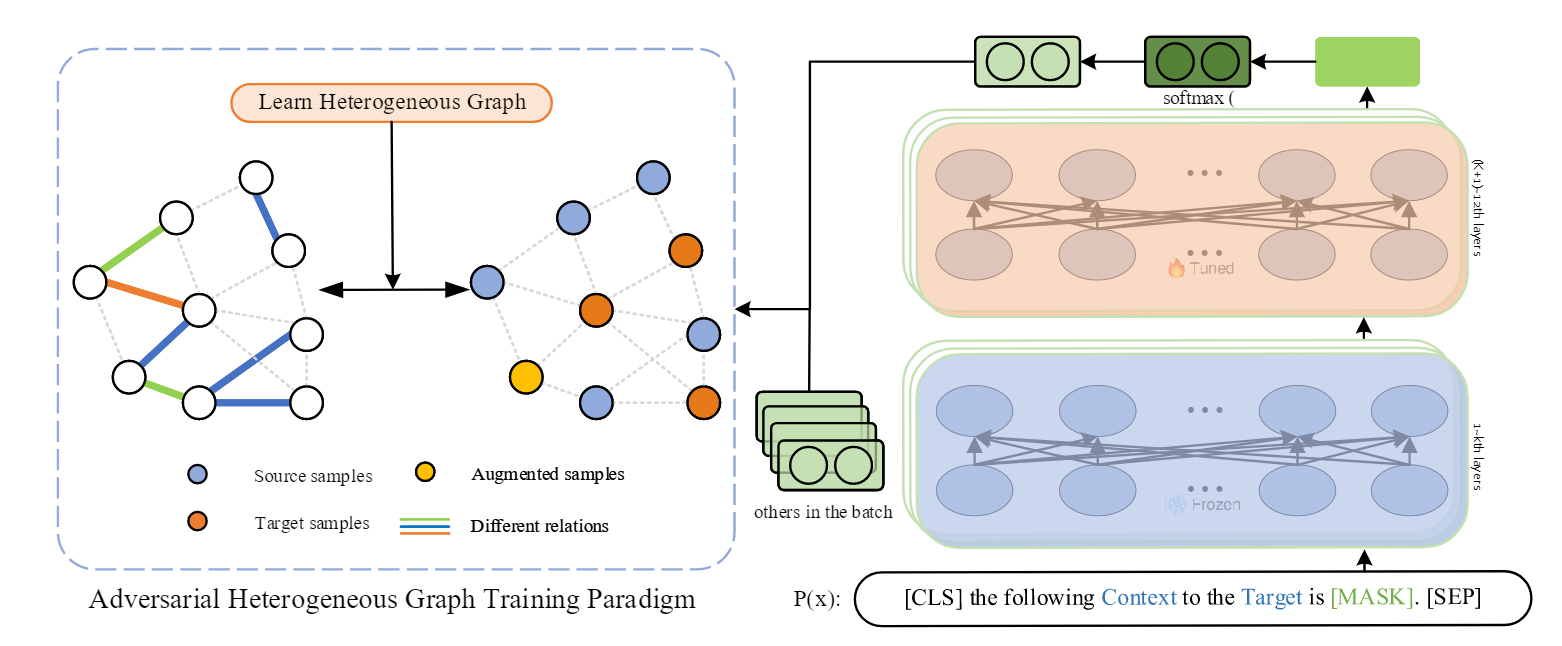 Learn Heterogeneous Graph
Source samples
Augmented samples
Target samples
Different relations
Adversarial Heterogeneous Graph Training Paradigm
softmax (
(K+1)-12th layers
Tuned
1~kth layers
Frozen
others in the batch
P(x): [CLS] the following Context to the Target is [MASK]. [SEP]